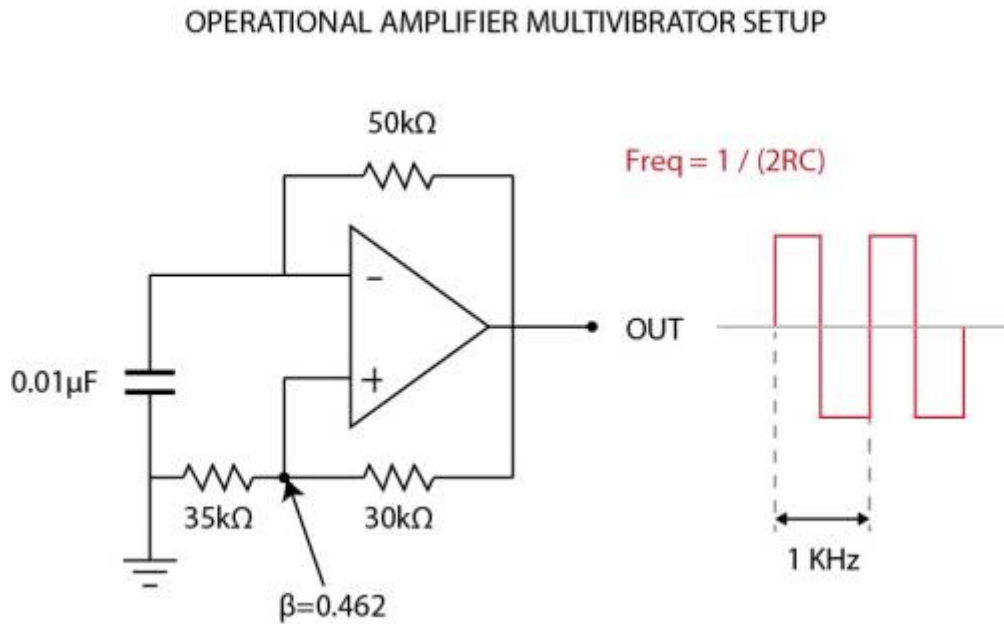 OPERATIONAL AMPLIFIER MULTIVIBRATOR SETUP
50kΩ
Freq = 1 / (2RC)
-
OUT
0.01µF
+
35kΩ
30kΩ
1 KHz
β=0.462